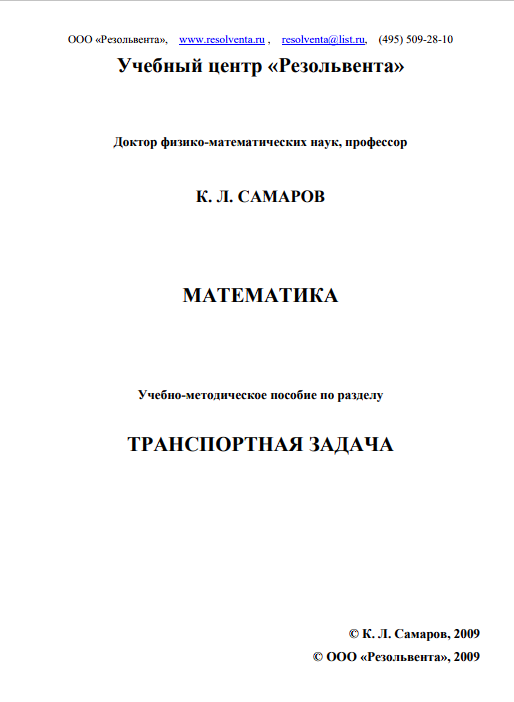 ООО «Резольвента», www.resolventa.ru , resolventa@list.ru, (495) 509-28-10
Учебный центр «Резольвента»
Доктор физико-математических наук, профессор
К. Л. САМАРОВ
МАТЕМАТИКА
Учебно-методическое пособие по разделу
ТРАНСПОРТНАЯ ЗАДАЧА
© К. Л. Самаров, 2009
© ООО «Резольвента», 2009